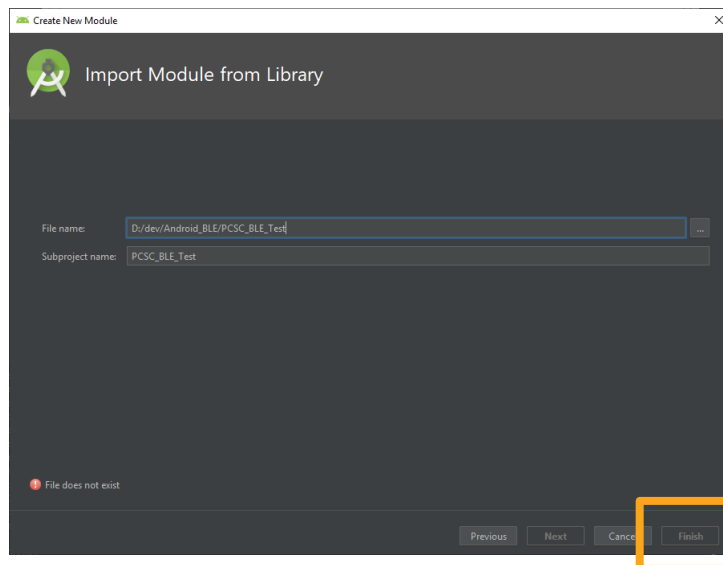 Create New Module
Import Module from Library
File name: D:/dev/Android_BLE/PCSC_BLE_Test ...
Subproject name: PCSC_BLE_Test
File does not exist
Previous Next Cancel Finish